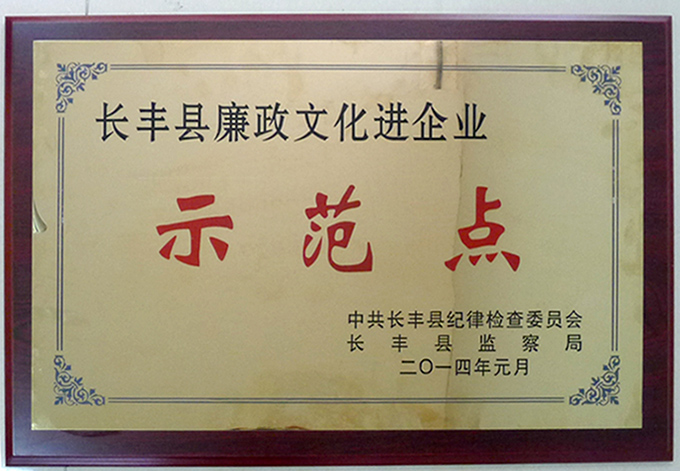 长丰县廉政文化进企业
示范点
中共长丰县纪律检查委员会
长丰县监察局
二〇一四年元月